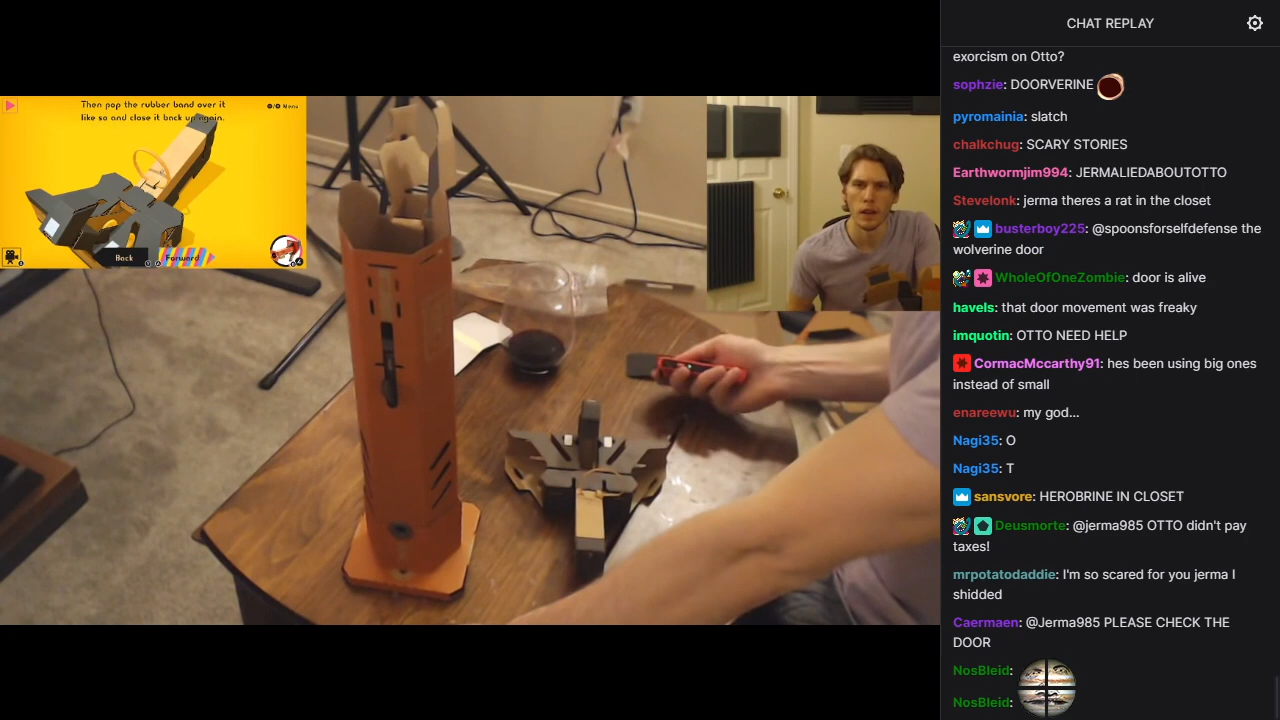 Then pop the rubber band over it
like so and close it back up again.
Menu
Back
Forward
CHAT REPLAY
exorcism on Otto?
sophzie: DOORVERINE
pyromainia: slatch
chalkchug: SCARY STORIES
Earthwormjim994: JERMALIEDABOUTOTTO
Stevelonk: jerma theres a rat in the closet
busterboy225: @spoonsforselfdefense the
wolverine door
WholeOfOneZombie: door is alive
havels: that door movement was freaky
imquotin: OTTO NEED HELP
CormacMccarthy91: hes been using big ones
instead of small
enareewu: my god...
Nagi35: O
Nagi35: T
sansvore: HEROBRINE IN CLOSET
Deusmorte: @jerma985 OTTO didn't pay
taxes!
mrpotatodaddie: I'm so scared for you jerma I
shidded
Caermaen: @Jerma985 PLEASE CHECK THE
DOOR
NosBleid:
NosBleid: